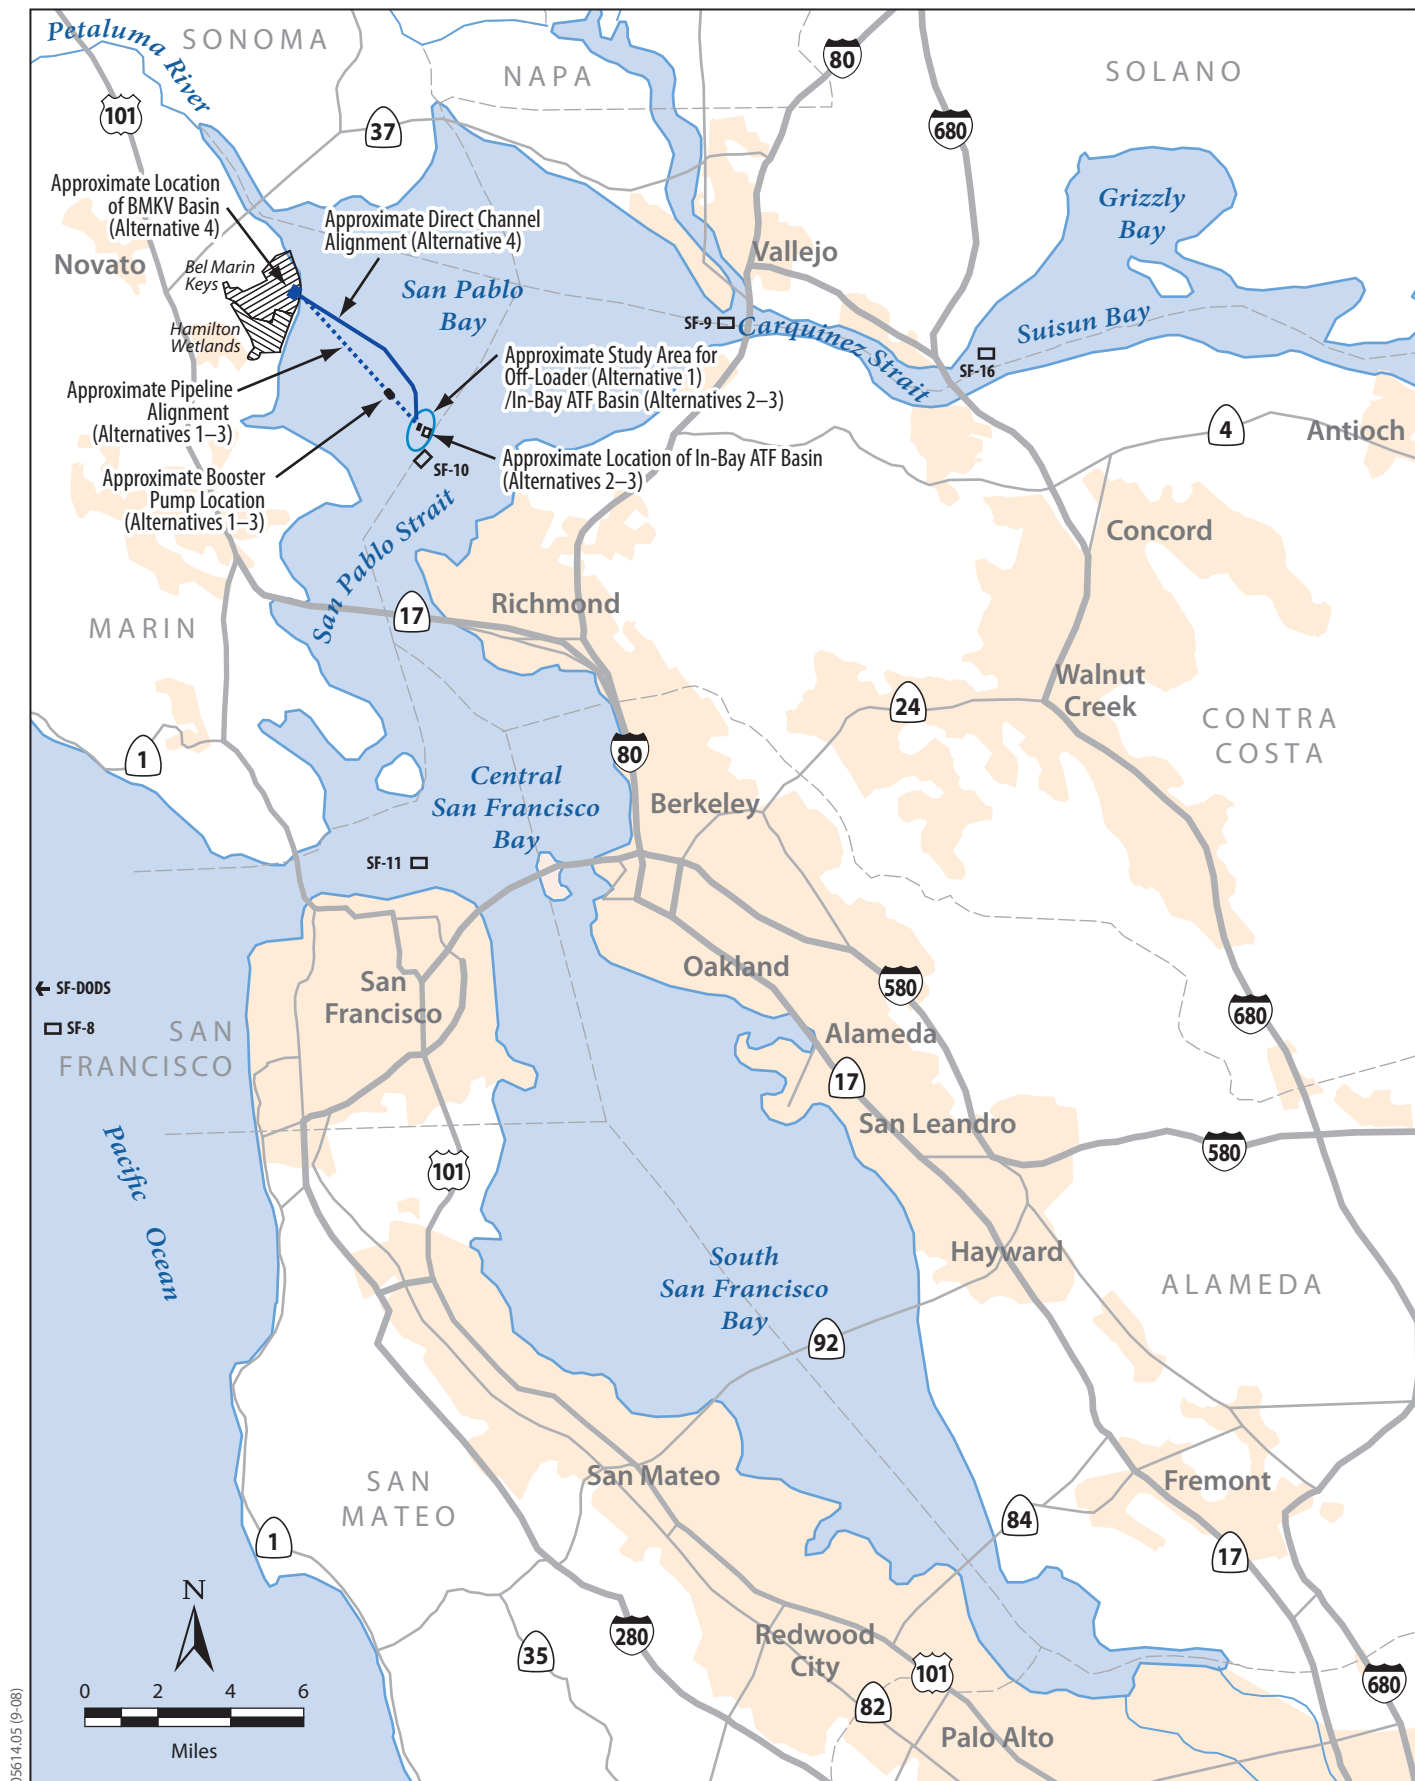 Petaluma River
SONOMA
NAPA
SOLANO
80
101
680
37
Approximate Location
of BMKV Basin
(Alternative 4)
Approximate Direct Channel
Alignment (Alternative 4)
Grizzly
Bay
Novato
Bel Marin
Keys
Vallejo
San Pablo
Bay
Hamilton
Wetlands
SF-9
Carquinez Strait
Suisun Bay
SF-16
Approximate Study Area for
Off-Loader (Alternative 1)
/In-Bay ATF Basin (Alternatives 2–3)
Approximate Pipeline
Alignment
(Alternatives 1–3)
4
Antioch
Approximate Location of In-Bay ATF Basin
(Alternatives 2–3)
SF-10
Approximate Booster
Pump Location
(Alternatives 1–3)
San Pablo Strait
Concord
Richmond
17
MARIN
Walnut
Creek
24
CONTRA
COSTA
1
80
Central
San Francisco
Bay
Berkeley
SF-11
Oakland
San
Francisco
580
SF-DODS
SF-8
SAN
FRANCISCO
680
Alameda
17
San Leandro
580
101
Pacific Ocean
Hayward
South
San Francisco
Bay
ALAMEDA
92
San Mateo
SAN
MATEO
Fremont
84
17
1
N
280
35
Redwood
City
101
680
82
Palo Alto
0 2 4 6
Miles
05614.05 (9-08)